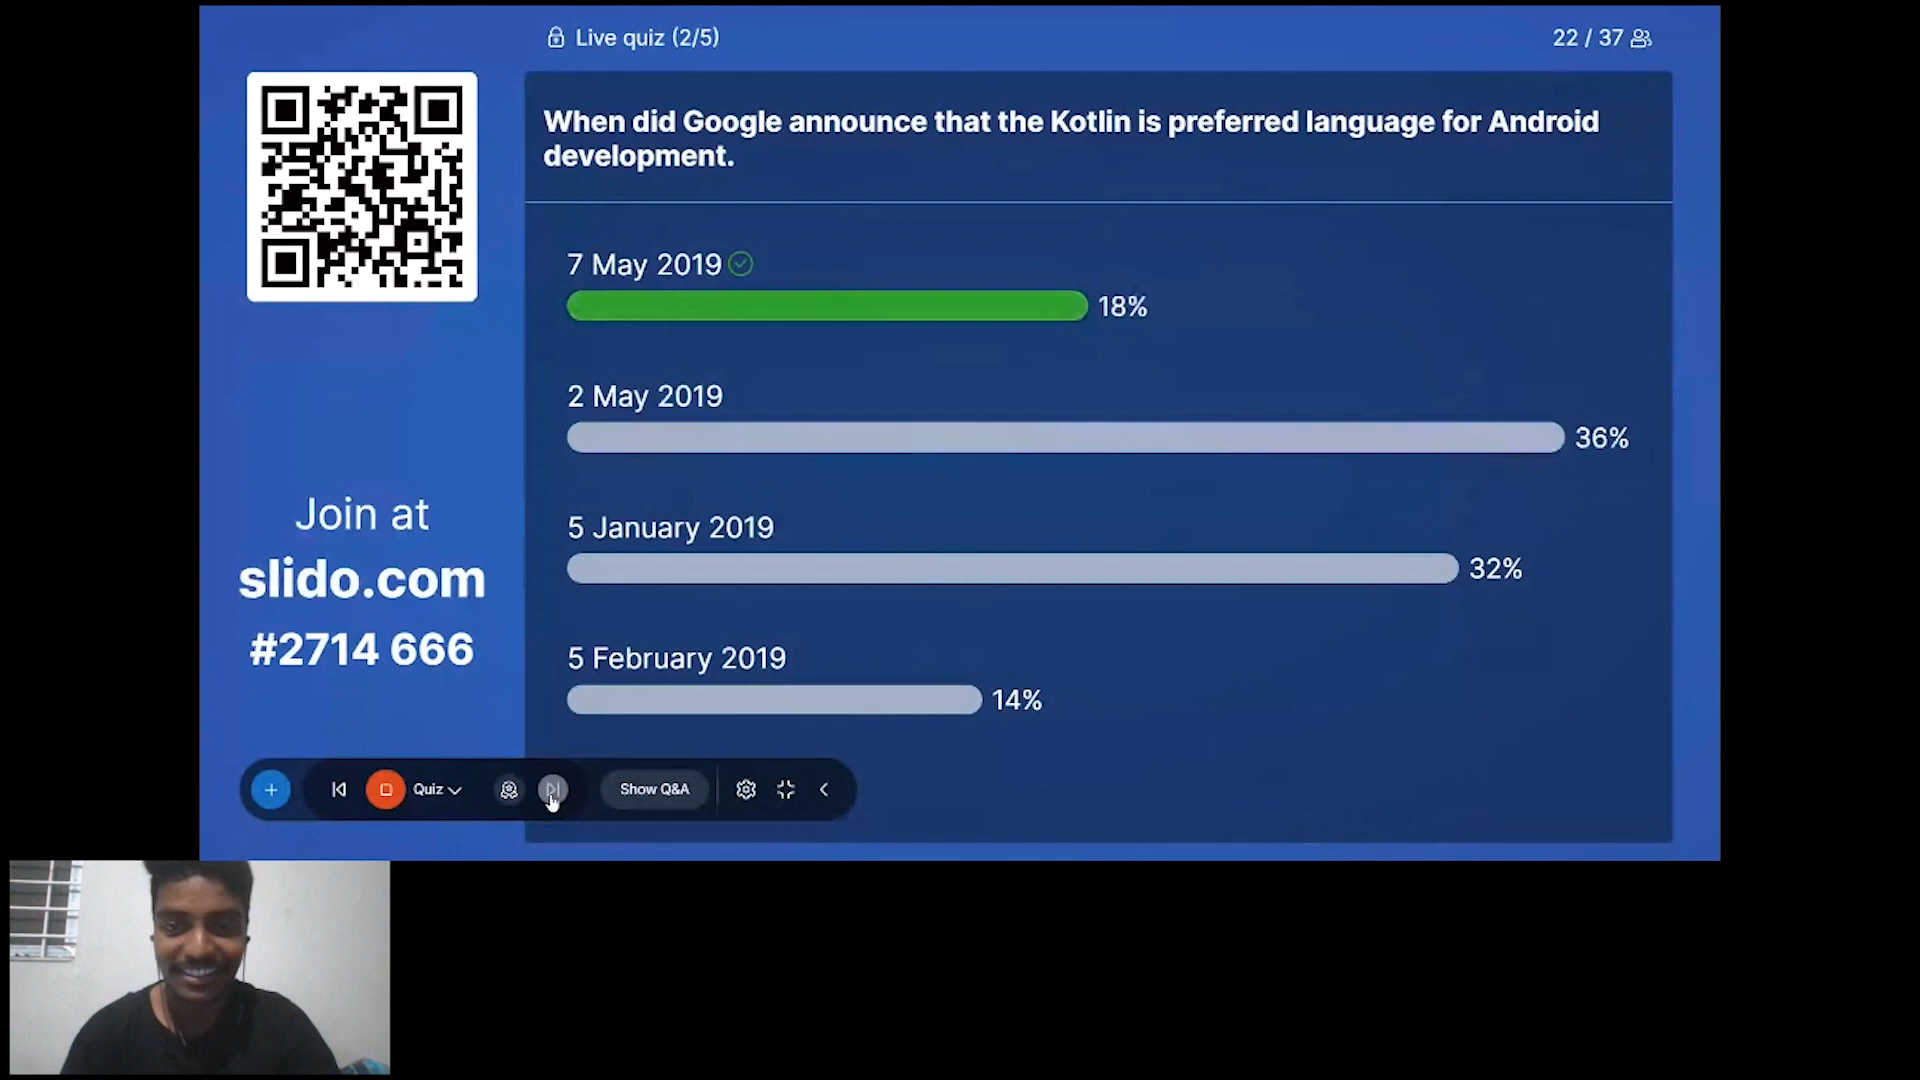 Live quiz (2/5)
22 / 37
When did Google announce that the Kotlin is preferred language for Android
development.
7 May 2019
18%
2 May 2019
36%
5 January 2019
32%
5 February 2019
14%
Join at
slido.com
#2714 666
Quiz
Show Q&A